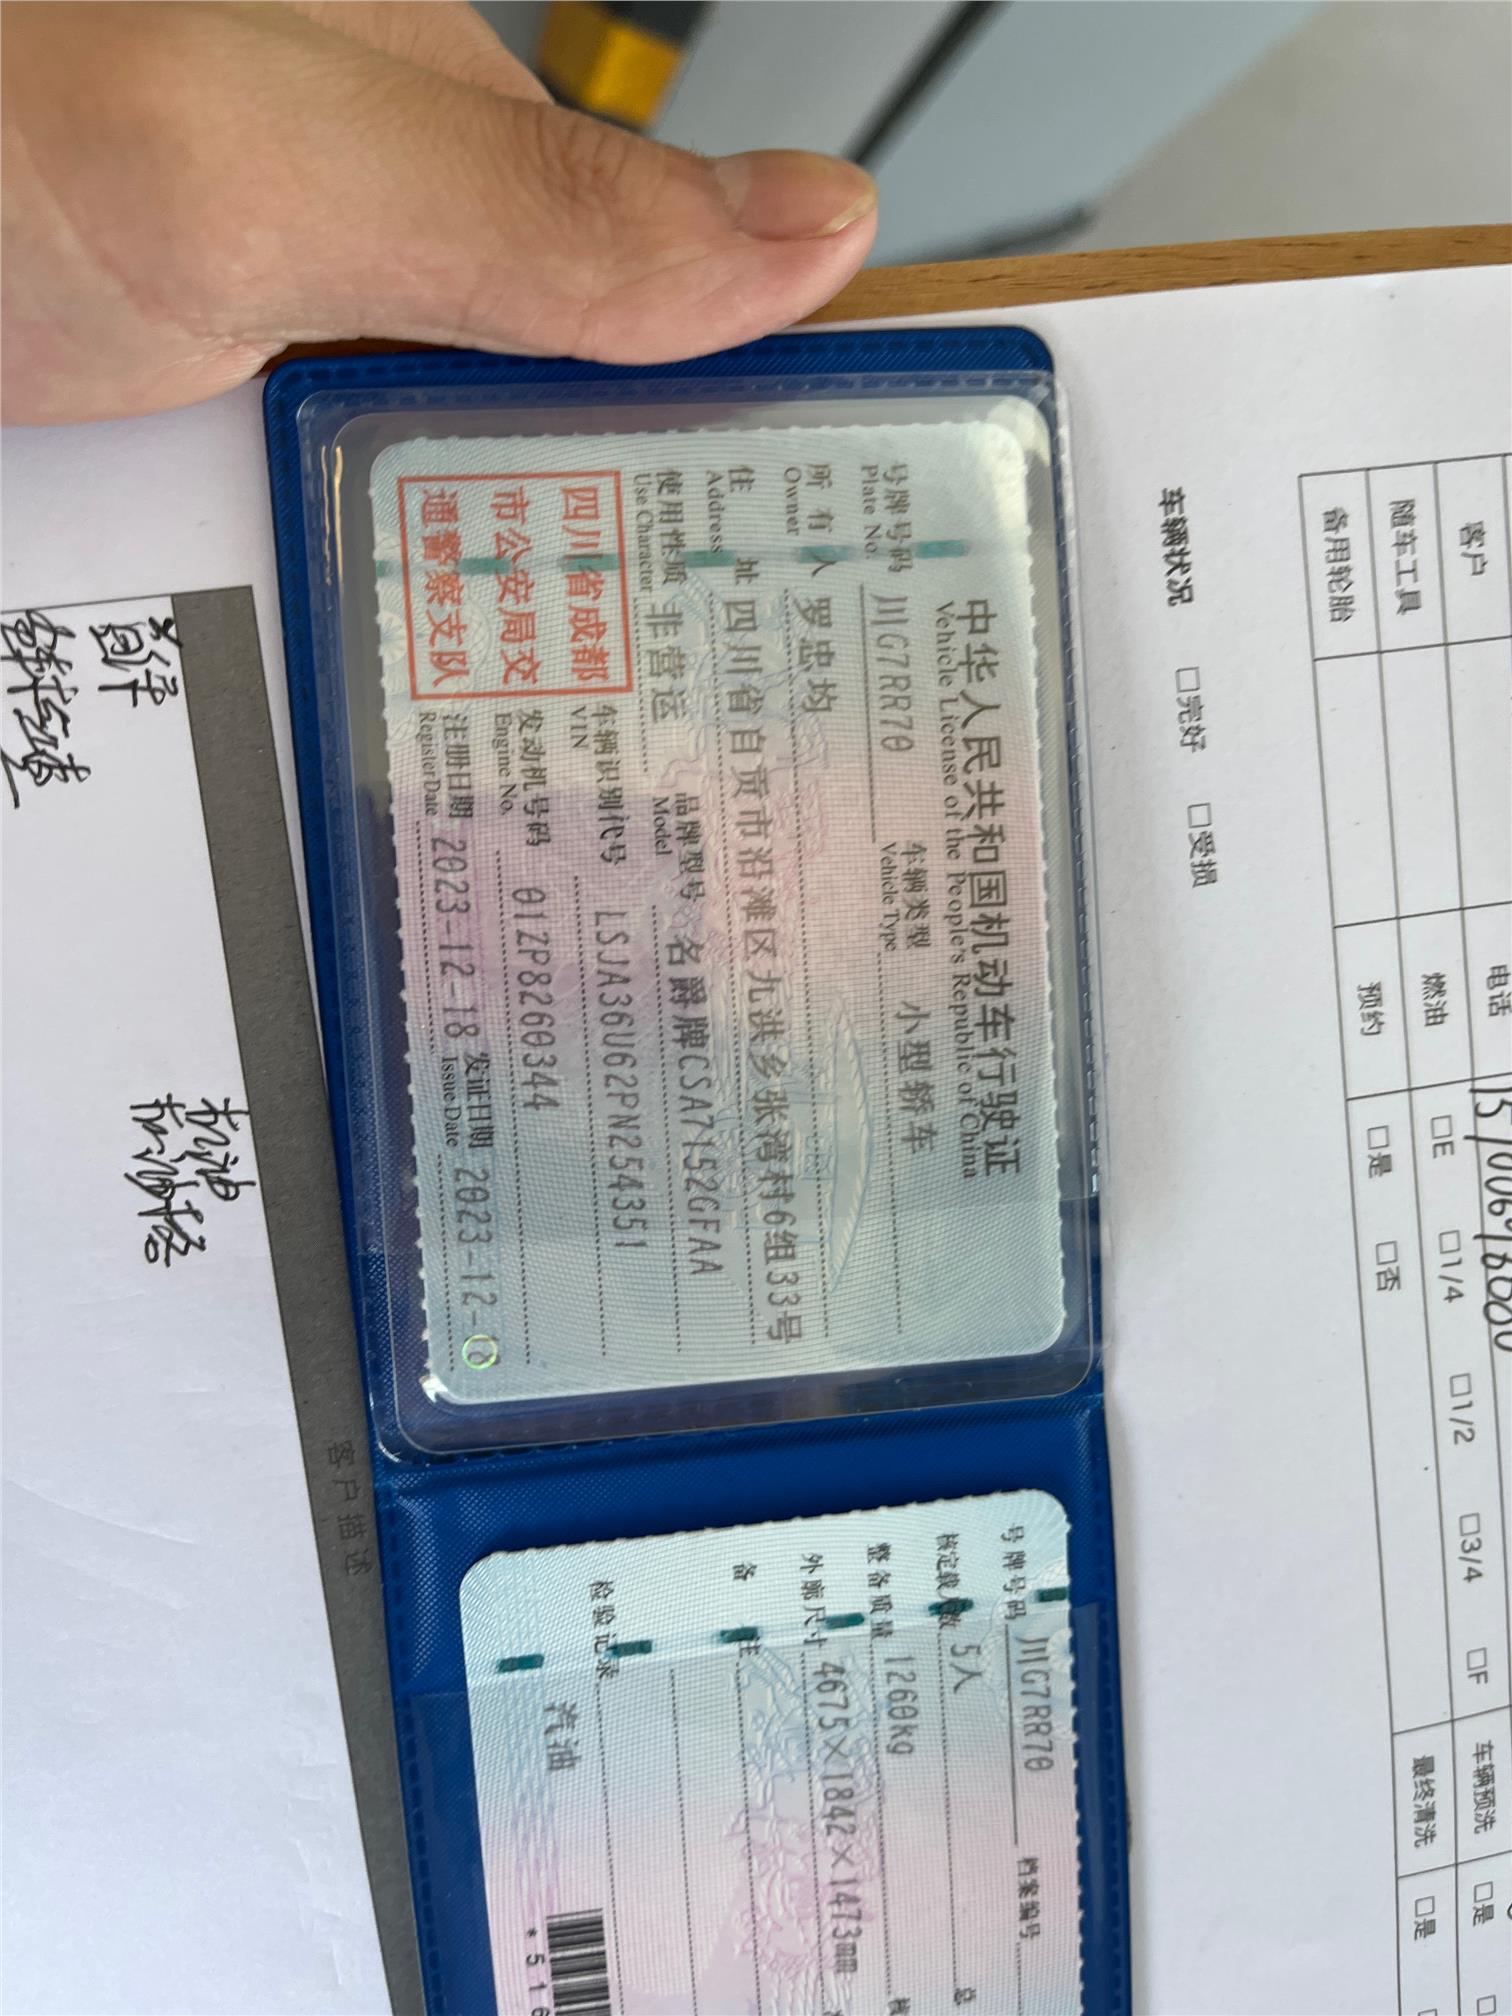 中华人民共和国机动车行驶证
Vehicle License of the People's Republic of China
号牌号码 川G7RR70 车辆类型 小型轿车
Plate No. Vehicle Type
所有人 罗忠均
Owner
住址 四川省自贡市沿滩区九洪乡张湾村6组33号
Address
使用性质 非营运 品牌型号 名爵牌CSA7152GFAA
Use Character Model
四川省成都
市公安局交
通警察支队
车辆识别代号 LSJA36U62PN254351
VIN
发动机号码 01ZP8260344
Engine No.
注册日期 2023-12-18 发证日期 2023-12-18
Register Date Issue Date
号牌号码 川G7RR70 档案编号
核定载人数 5人 总
整备质量 1260kg 核
外廓尺寸 4675×1842×1473mm
备注
检验记录
汽油
*516
客户 电话 车辆预洗 □是
随车工具 燃油 □E □1/4 □1/2 □3/4 □F 最终清洗 □是
备用轮胎 预约 □是 □否
车辆状况 □完好 □受损
客户描述
机油
机油格